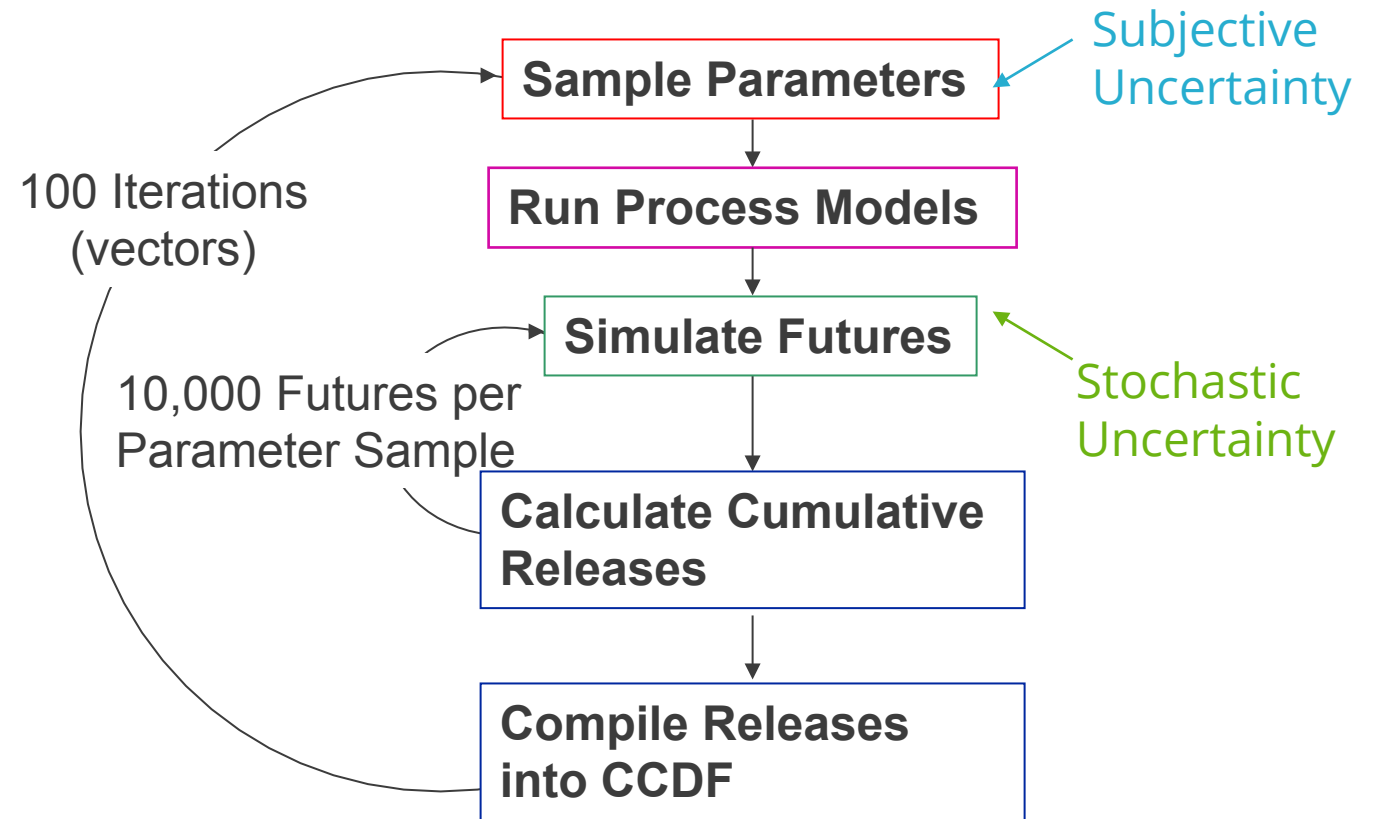 Subjective
Uncertainty
Sample Parameters
100 Iterations
(vectors)
Run Process Models
Simulate Futures
10,000 Futures per
Parameter Sample
Stochastic
Uncertainty
Calculate Cumulative
Releases
Compile Releases
into CCDF